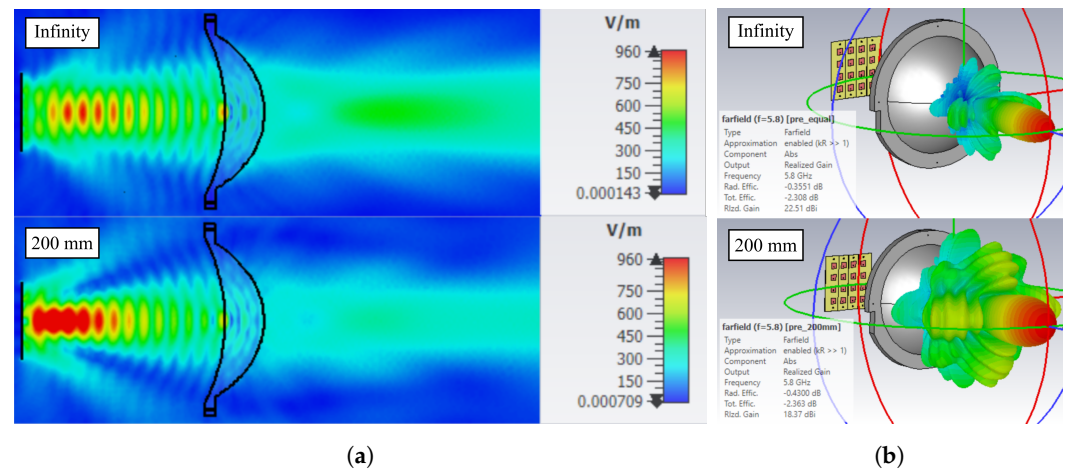 Infinity
V/m
960
750
600
450
300
150
0.000143
200 mm
V/m
960
750
600
450
300
150
0.000709
(a)
Infinity
farfield (f=5.8) [pre_equal]
Type Farfield
Approximation enabled (kR >> 1)
Component Abs
Output Realized Gain
Frequency 5.8 GHz
Rad. Effic. -0.3551 dB
Tot. Effic. -2.308 dB
Rlzd. Gain 22.51 dBi
200 mm
farfield (f=5.8) [pre_200mm]
Type Farfield
Approximation enabled (kR >> 1)
Component Abs
Output Realized Gain
Frequency 5.8 GHz
Rad. Effic. -0.4300 dB
Tot. Effic. -2.363 dB
Rlzd. Gain 18.37 dBi
(b)